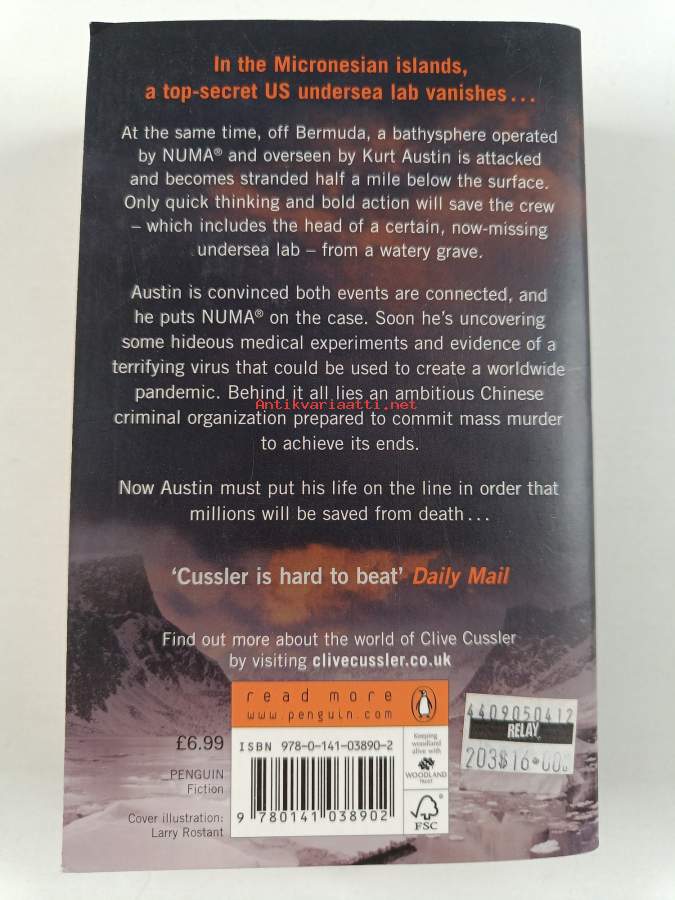 In the Micronesian islands,
a top-secret US undersea lab vanishes...
At the same time, off Bermuda, a bathysphere operated
by NUMA® and overseen by Kurt Austin is attacked
and becomes stranded half a mile below the surface.
Only quick thinking and bold action will save the crew
– which includes the head of a certain, now-missing
undersea lab – from a watery grave.
Austin is convinced both events are connected, and
he puts NUMA® on the case. Soon he's uncovering
some hideous medical experiments and evidence of a
terrifying virus that could be used to create a worldwide
pandemic. Behind it all lies an ambitious Chinese
Antikvariaatti.net
criminal organization prepared to commit mass murder
to achieve its ends.
Now Austin must put his life on the line in order that
millions will be saved from death...
'Cussler is hard to beat' Daily Mail
Find out more about the world of Clive Cussler
by visiting clivecussler.co.uk
read more
www.penguin.com
£6.99
PENGUIN
Fiction
Cover illustration:
Larry Rostant
ISBN 978-0-141-03890-2
9 780141 038902
Keeping
woodland
alive with
WOODLAND
TRUST
FSC
4409050412
RELAY
203$16.00